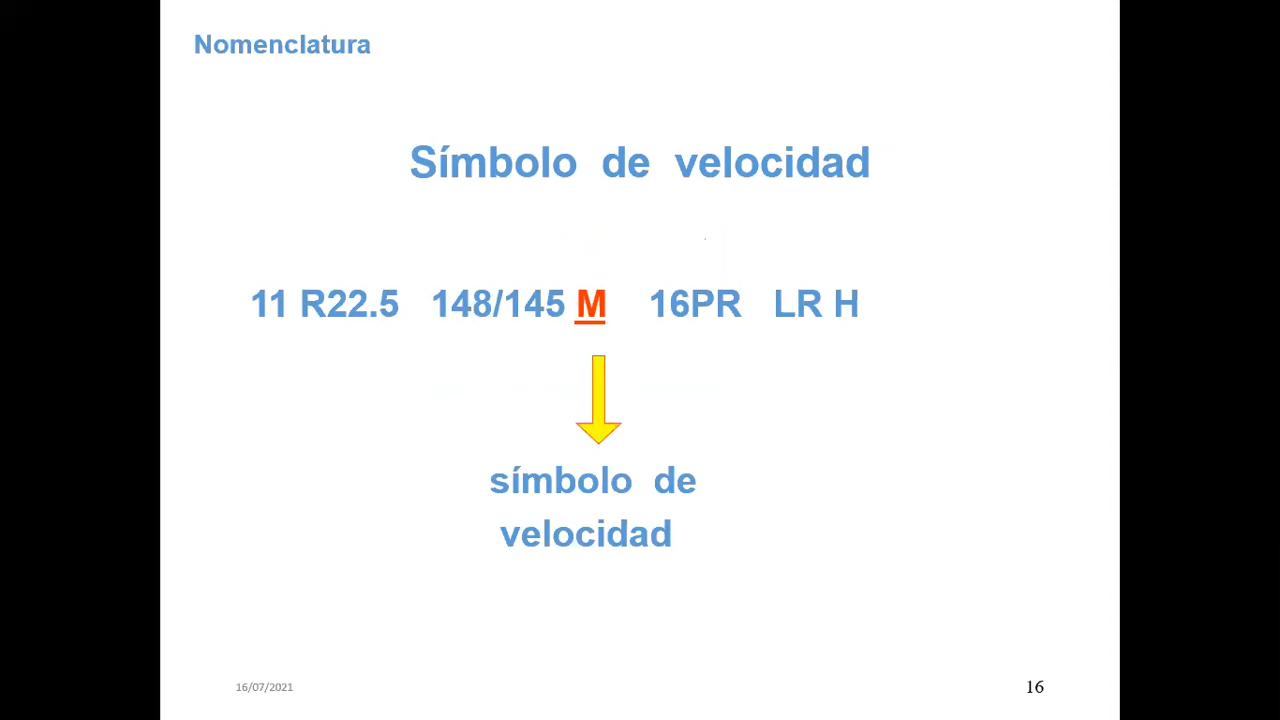 Nomenclatura
Símbolo de velocidad
11 R22.5 148/145 M 16PR LR H
símbolo de
velocidad
16/07/2021
16